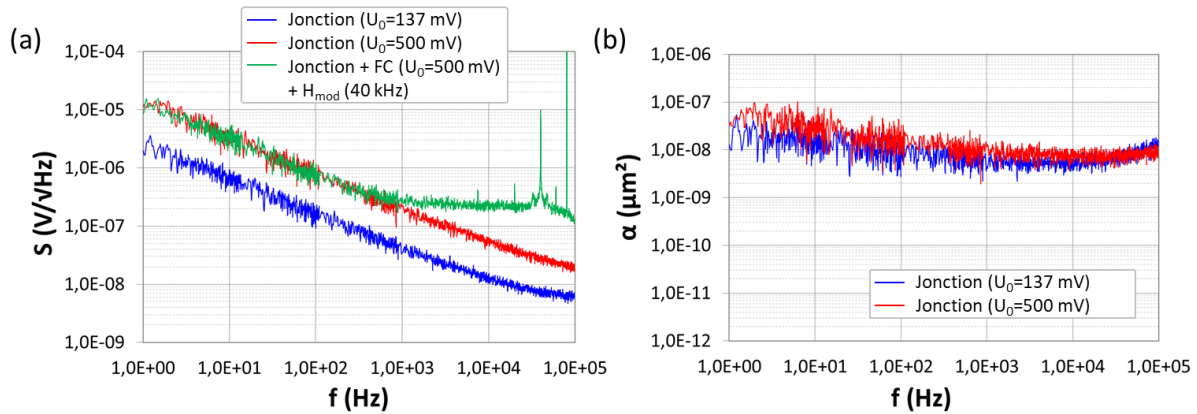 (a)
Jonction (U0=137 mV)
Jonction (U0=500 mV)
Jonction + FC (U0=500 mV)
+ Hmod (40 kHz)
1,0E-04
1,0E-05
1,0E-06
1,0E-07
1,0E-08
1,0E-09
S (V/√Hz)
1,0E+00 1,0E+01 1,0E+02 1,0E+03 1,0E+04 1,0E+05
f (Hz)
(b)
1,0E-06
1,0E-07
1,0E-08
1,0E-09
1,0E-10
1,0E-11
1,0E-12
α (µm²)
Jonction (U0=137 mV)
Jonction (U0=500 mV)
1,0E+00 1,0E+01 1,0E+02 1,0E+03 1,0E+04 1,0E+05
f (Hz)